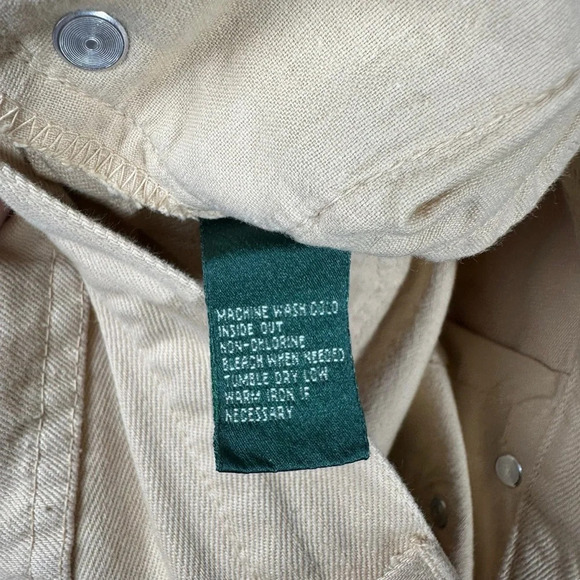 MACHINE WASH COLD
INSIDE OUT
NON-CHLORINE
BLEACH WHEN NEEDED
TUMBLE DRY LOW
WARM IRON IF
NECESSARY